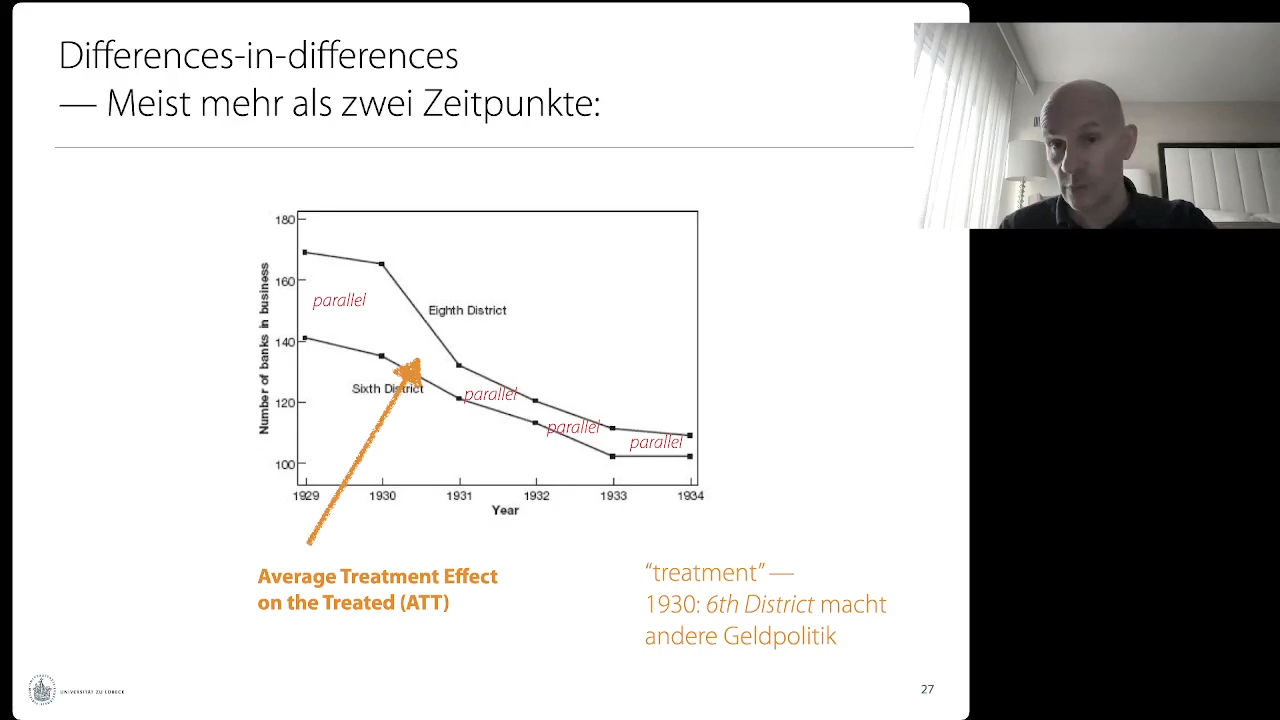 Differences-in-differences
— Meist mehr als zwei Zeitpunkte:
180
160
140
120
100
Number of banks in business
parallel
Eighth District
Sixth District
parallel
parallel
parallel
1929
1930
1931
1932
1933
1934
Year
Average Treatment Effect
on the Treated (ATT)
“treatment” —
1930: 6th District macht
andere Geldpolitik
UNIVERSITÄT ZU LÜBECK
27